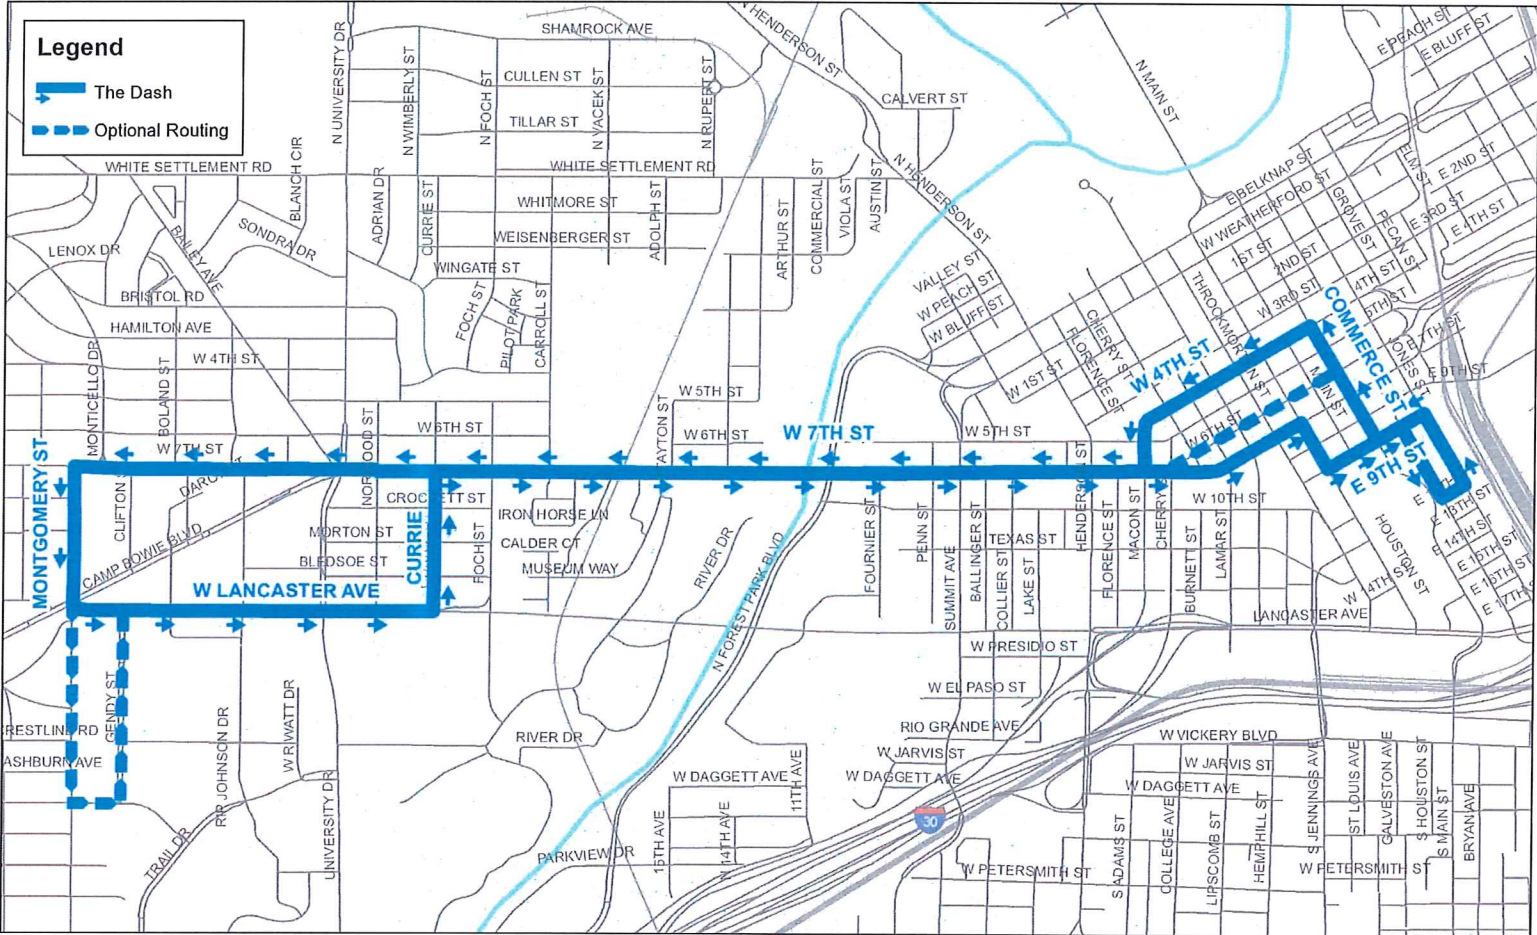 Legend
The Dash
Optional Routing
SHAMROCK AVE
N HENDERSON ST
E PEACH ST
E BLUFF ST
N UNIVERSITY DR
N WIMBERLY ST
N FOCH ST
CULLEN ST
N VACEK ST
N RUPERT ST
N MAIN ST
CALVERT ST
TILLAR ST
BLANCH CIR
WHITE SETTLEMENT RD
WHITE SETTLEMENT RD
N HENDERSON ST
E BELKNAP ST
ELM ST
E 2ND ST
W WEATHERFORD ST
GROVE ST
PECAN ST
E 3RD ST
E 4TH ST
ADRIAN DR
CURRIE ST
WHITMORE ST
ADOLPH ST
ARTHUR ST
COMMERCIAL ST
VIOLA ST
AUSTIN ST
LENOX DR
BAILEY AVE
SONDRA DR
WEISENBERGER ST
1ST ST
2ND ST
WINGATE ST
VALLEY ST
W PEACH ST
W BLUFF ST
THROCKMORTON ST
W 3RD ST
4TH ST
5TH ST
BRISTOL RD
FOCH ST
PILOT PARK
CARROLL ST
COMMERCE ST
HAMILTON AVE
CHERRY ST
FLORENCE ST
JONES ST
MONTICELLO DR
BOLAND ST
W 4TH ST
W 4TH ST
E 9TH ST
W 1ST ST
W 5TH ST
MAIN ST
W 6TH ST
W 6TH ST
W 7TH ST
W 5TH ST
W 6TH ST
MONTGOMERY ST
W 7TH ST
E 9TH ST
CLIFTON
CROCKETT ST
HENDERSON ST
W 10TH ST
IRON HORSE LN
MORTON ST
CURRIE
FOCH ST
CALDER CT
MUSEUM WAY
CAMP BOWIE BLVD
BLEDSOE ST
RIVER DR
N FOREST PARK BLVD
FOURNIER ST
PENN ST
SUMMIT AVE
BALLINGER ST
COLLIER ST
TEXAS ST
LAKE ST
FLORENCE ST
MACON ST
CHERRY
BURNETT ST
LAMAR ST
HOUSTON ST
E 13TH ST
E 14TH ST
E 15TH ST
E 16TH ST
E 17TH
W 14TH ST
W LANCASTER AVE
LANCASTER AVE
W PRESIDIO ST
GENDY ST
W EL PASO ST
RIO GRANDE AVE
CRESTLINE RD
RIP JOHNSON DR
W R WATT DR
RIVER DR
W VICKERY BLVD
ASHBURN AVE
W JARVIS ST
W JARVIS ST
W DAGGETT AVE
W DAGGETT AVE
W DAGGETT AVE
11TH AVE
UNIVERSITY DR
TRAIL DR
PARKVIEW DR
15TH AVE
N 14TH AVE
30
S ADAMS ST
COLLEGE AVE
LIPSCOMB ST
HEMPHILL ST
S JENNINGS AVE
ST LOUIS AVE
GALVESTON AVE
S HOUSTON ST
S MAIN ST
BRYAN AVE
W PETERSMITH ST
W PETERSMITH ST